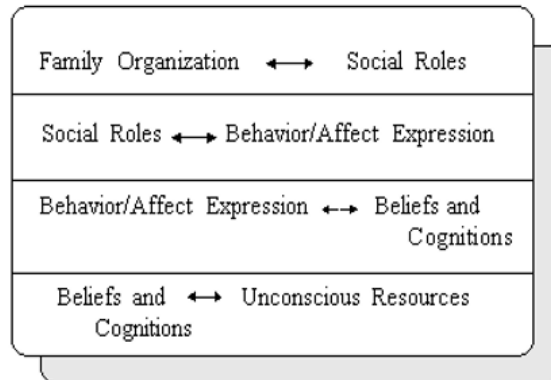 Family Organization ↔ Social Roles
Social Roles ↔ Behavior/Affect Expression
Behavior/Affect Expression ↔ Beliefs and
Cognitions
Beliefs and ↔ Unconscious Resources
Cognitions